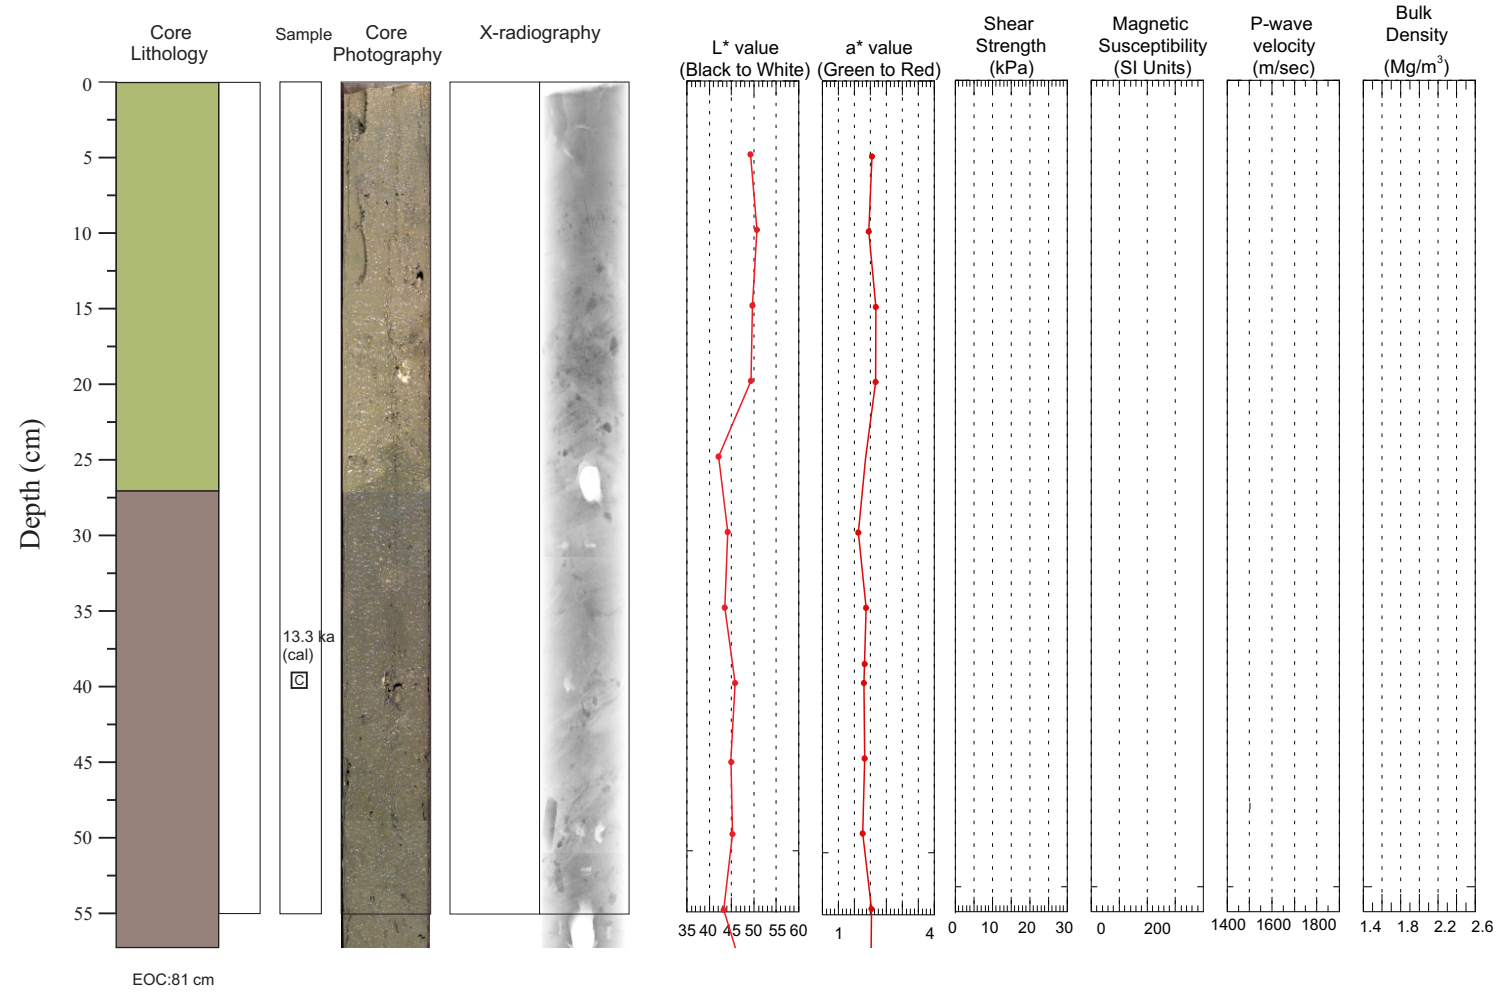 Core
Lithology
Sample
Core
Photography
X-radiography
L* value
(Black to White)
a* value
(Green to Red)
Shear
Strength
(kPa)
Magnetic
Susceptibility
(SI Units)
P-wave
velocity
(m/sec)
Bulk
Density
(Mg/m³)
Depth (cm)
0
5
10
15
20
25
30
35
40
45
50
55
13.3 ka
(cal)
C
35 40 45 50 55 60
1 4
0 10 20 30
0 200
1400 1600 1800
1.4 1.8 2.2 2.6
EOC:81 cm